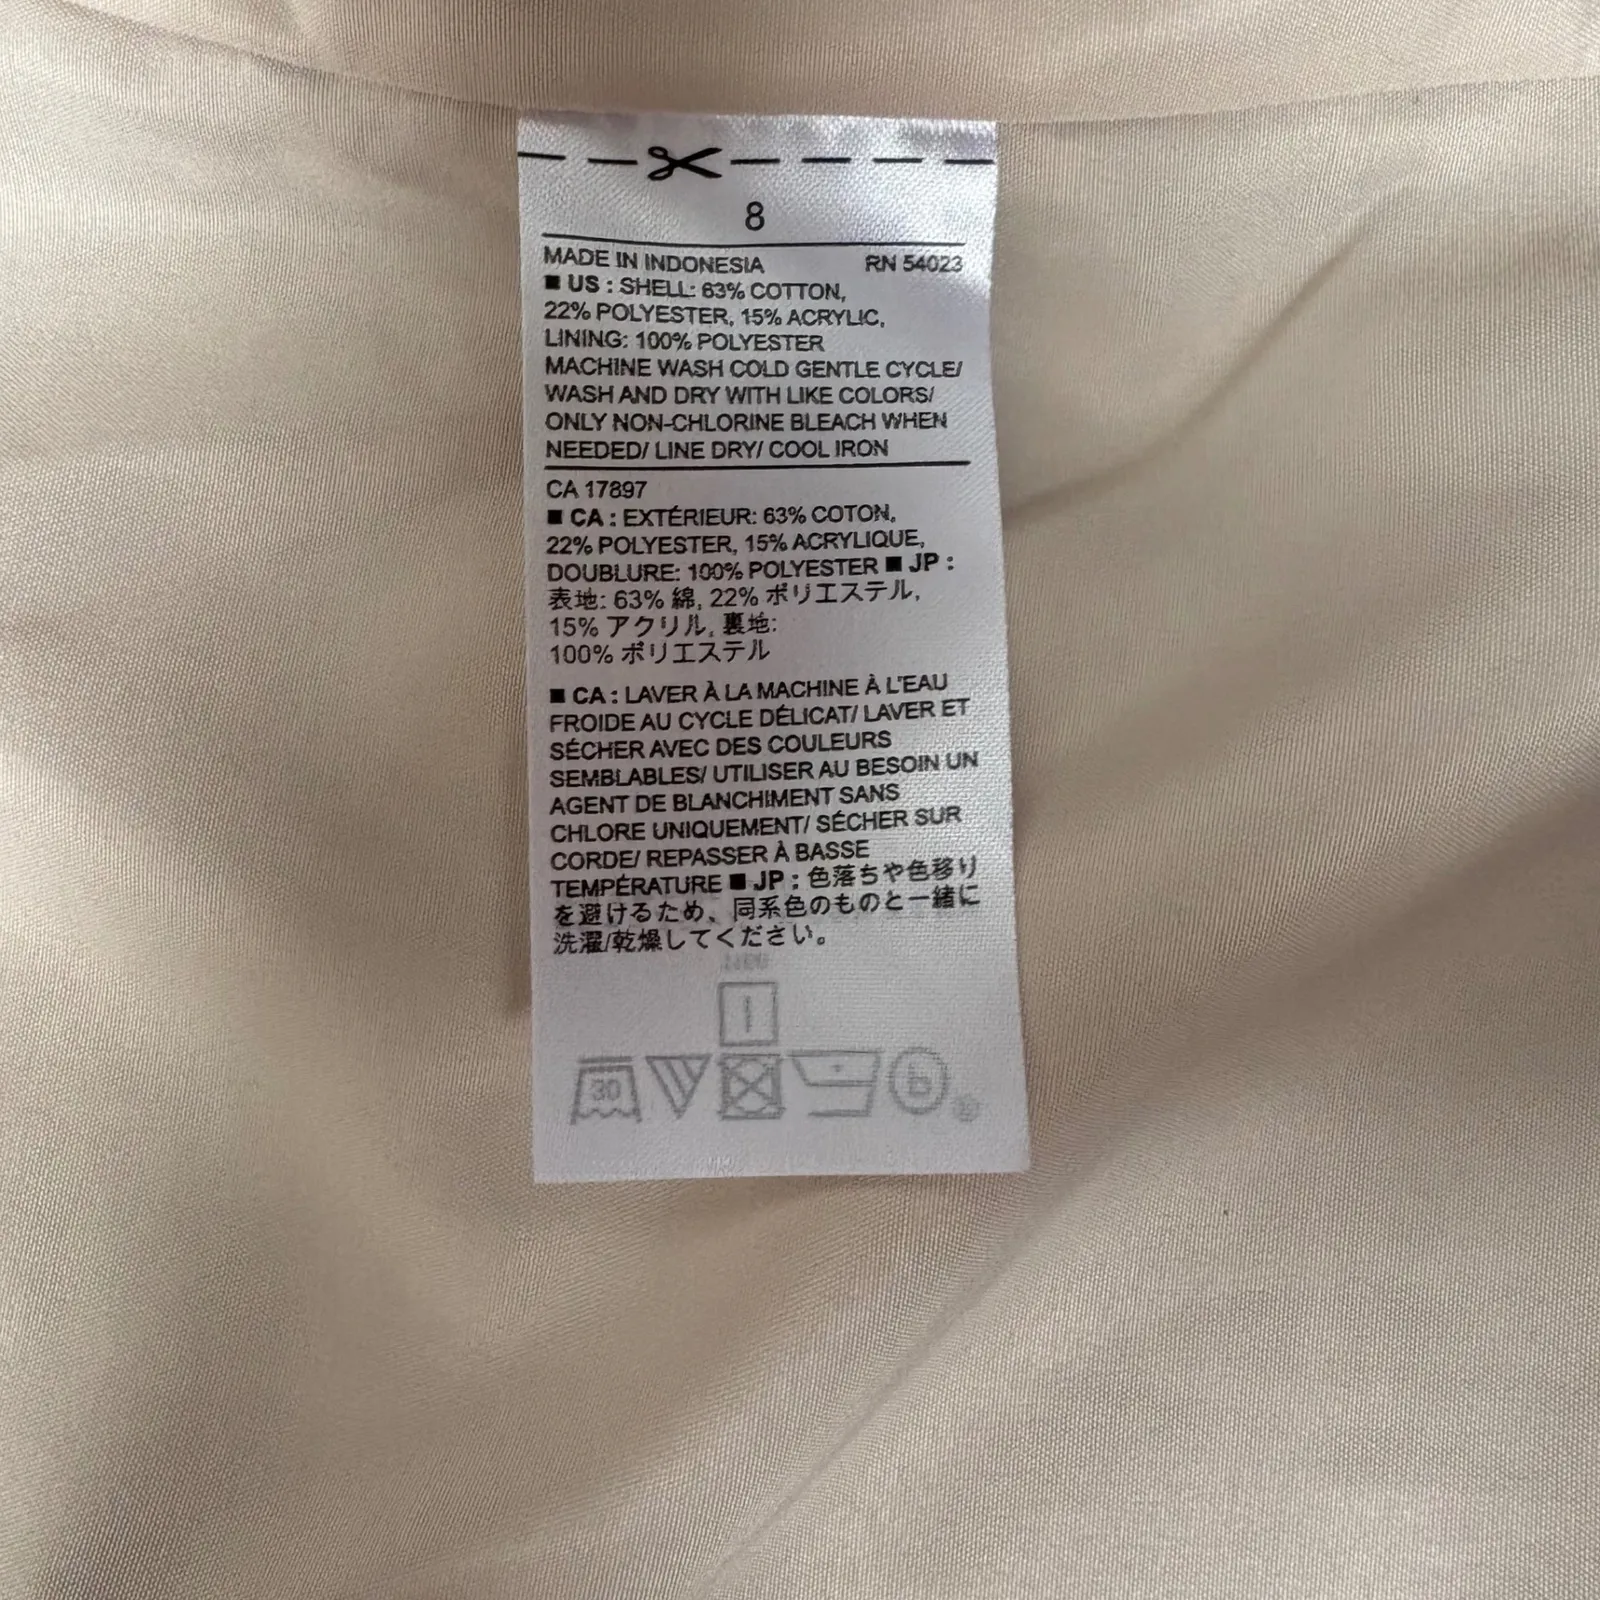 8
MADE IN INDONESIA RN 54023
■ US : SHELL: 63% COTTON,
22% POLYESTER, 15% ACRYLIC,
LINING: 100% POLYESTER
MACHINE WASH COLD GENTLE CYCLE/
WASH AND DRY WITH LIKE COLORS/
ONLY NON-CHLORINE BLEACH WHEN
NEEDED/ LINE DRY/ COOL IRON
CA 17897
■ CA : EXTÉRIEUR: 63% COTON,
22% POLYESTER, 15% ACRYLIQUE,
DOUBLURE: 100% POLYESTER ■ JP :
表地: 63% 綿, 22% ポリエステル,
15% アクリル, 裏地:
100% ポリエステル
■ CA : LAVER À LA MACHINE À L'EAU
FROIDE AU CYCLE DÉLICAT/ LAVER ET
SÉCHER AVEC DES COULEURS
SEMBLABLES/ UTILISER AU BESOIN UN
AGENT DE BLANCHIMENT SANS
CHLORE UNIQUEMENT/ SÉCHER SUR
CORDE/ REPASSER À BASSE
TEMPÉRATURE ■ JP : 色落ちや色移り
を避けるため、同系色のものと一緒に
洗濯/乾燥してください。